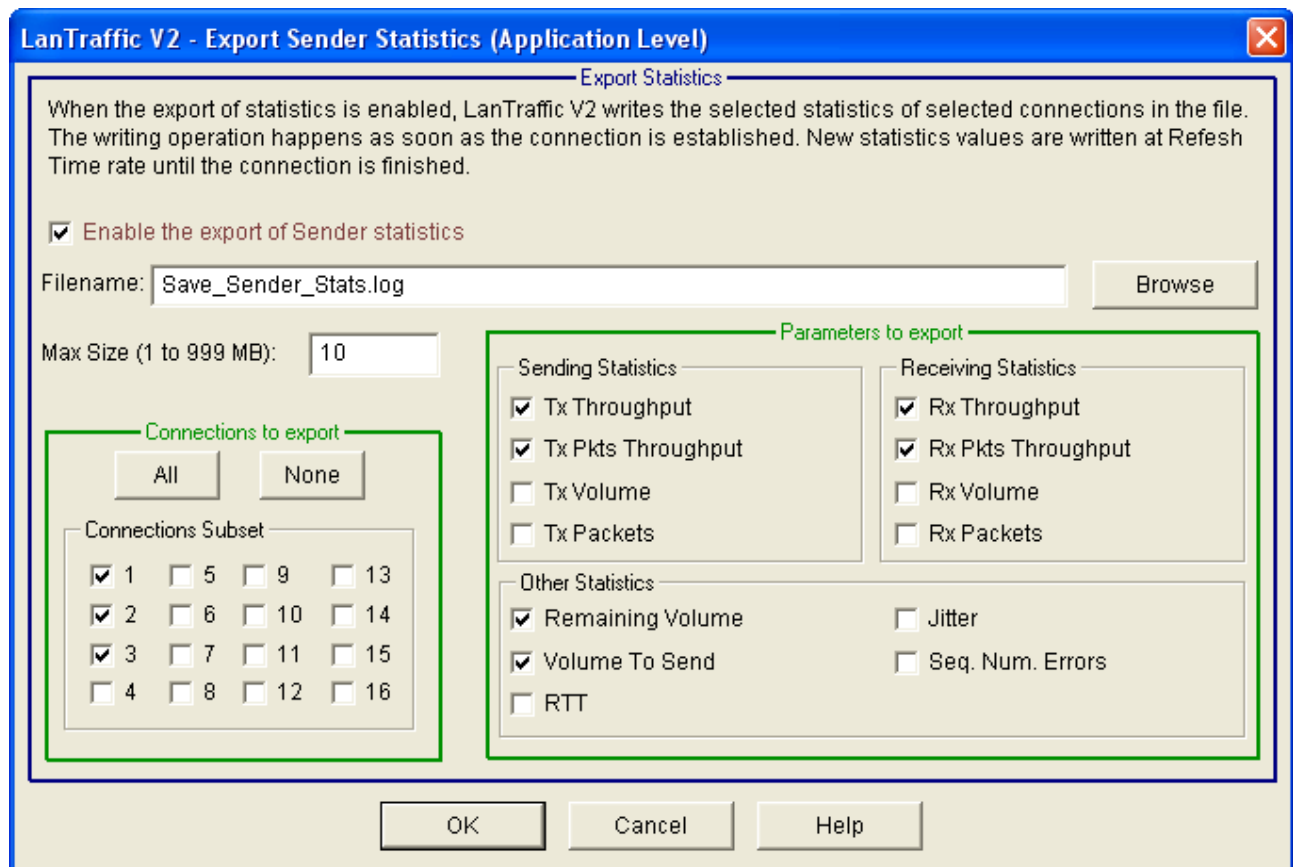 LanTraffic V2 - Export Sender Statistics (Application Level)
Export Statistics
When the export of statistics is enabled, LanTraffic V2 writes the selected statistics of selected connections in the file.
The writing operation happens as soon as the connection is established. New statistics values are written at Refesh
Time rate until the connection is finished.
Enable the export of Sender statistics
Filename: Save_Sender_Stats.log Browse
Max Size (1 to 999 MB): 10
Connections to export
All None
Connections Subset
1 5 9 13
2 6 10 14
3 7 11 15
4 8 12 16
Parameters to export
Sending Statistics
Tx Throughput
Tx Pkts Throughput
Tx Volume
Tx Packets
Receiving Statistics
Rx Throughput
Rx Pkts Throughput
Rx Volume
Rx Packets
Other Statistics
Remaining Volume Jitter
Volume To Send Seq. Num. Errors
RTT
OK Cancel Help